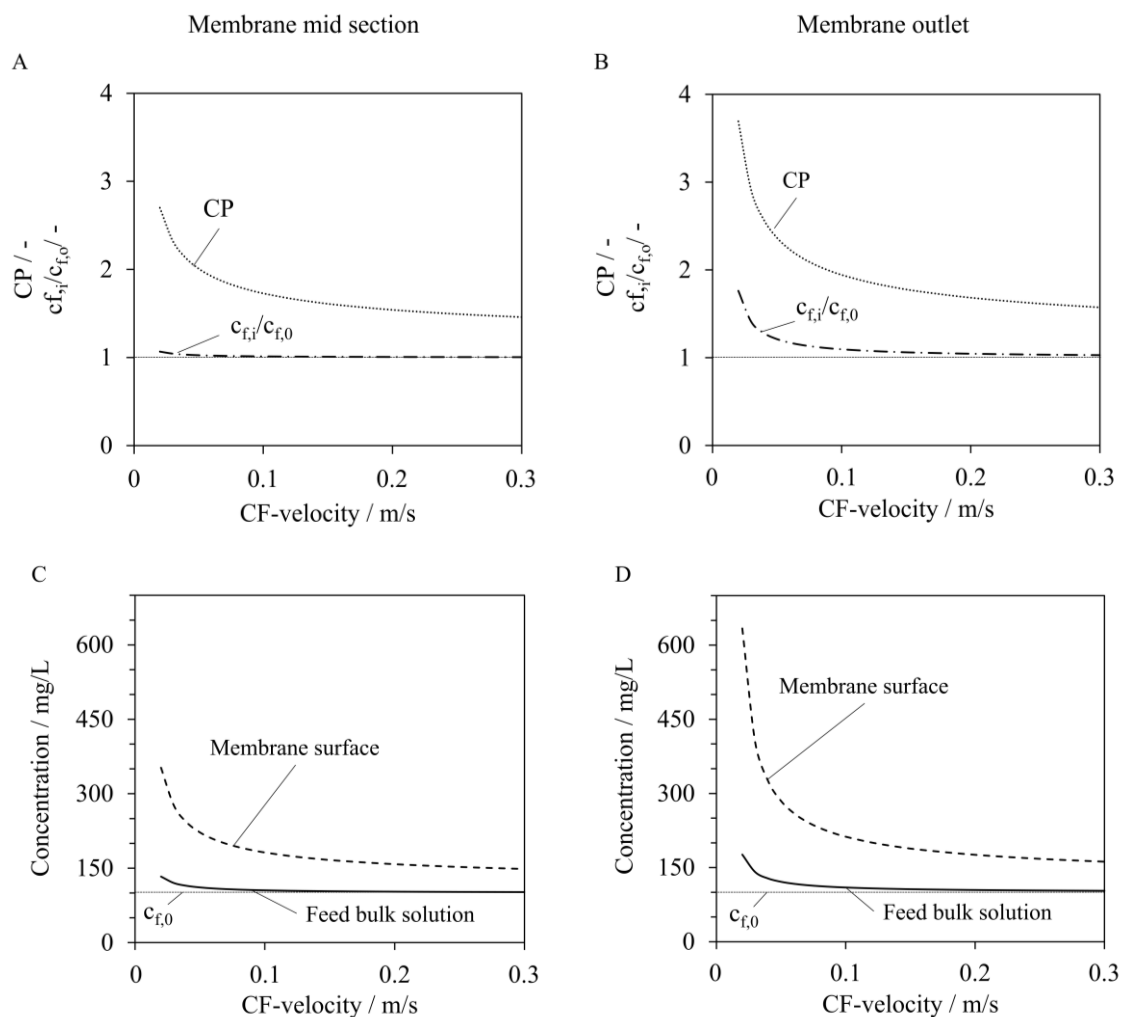 Membrane mid section
Membrane outlet
A
CP / -
cf,i/cf,o/ -
4
3
2
1
0
CP
cf,i/cf,0
0
0.1
0.2
0.3
CF-velocity / m/s
B
CP / -
cf,i/cf,o/ -
4
3
2
1
0
CP
cf,i/cf,0
0
0.1
0.2
0.3
CF-velocity / m/s
C
Concentration / mg/L
600
450
300
150
0
Membrane surface
cf,0
Feed bulk solution
0
0.1
0.2
0.3
CF-velocity / m/s
D
Concentration / mg/L
600
450
300
150
0
Membrane surface
cf,0
Feed bulk solution
0
0.1
0.2
0.3
CF-velocity / m/s